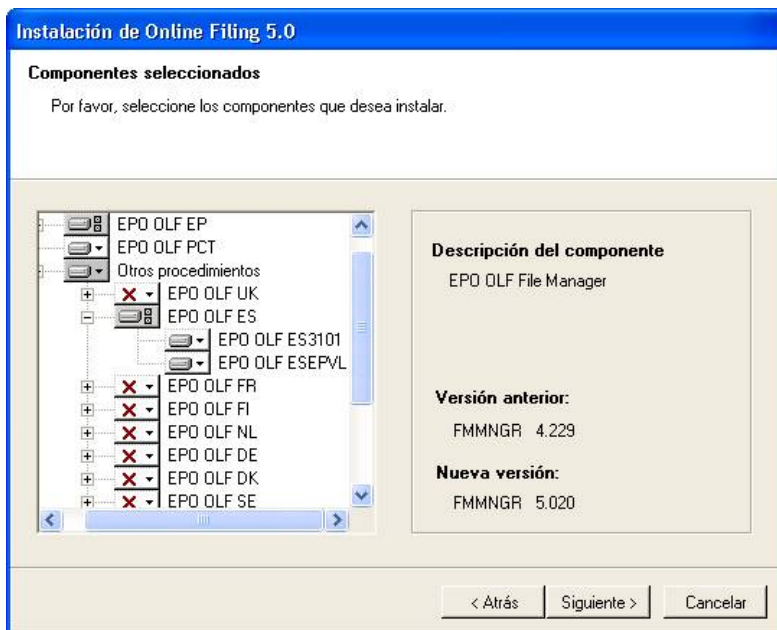 Instalación de Online Filing 5.0
Componentes seleccionados
Por favor, seleccione los componentes que desea instalar.
EPO OLF EP
EPO OLF PCT
Otros procedimientos
EPO OLF UK
EPO OLF ES
EPO OLF ES3101
EPO OLF ESEPVL
EPO OLF FR
EPO OLF FI
EPO OLF NL
EPO OLF DE
EPO OLF DK
EPO OLF SE
Descripción del componente
EPO OLF File Manager
Versión anterior:
FMMNGR 4.229
Nueva versión:
FMMNGR 5.020
< Atrás
Siguiente >
Cancelar